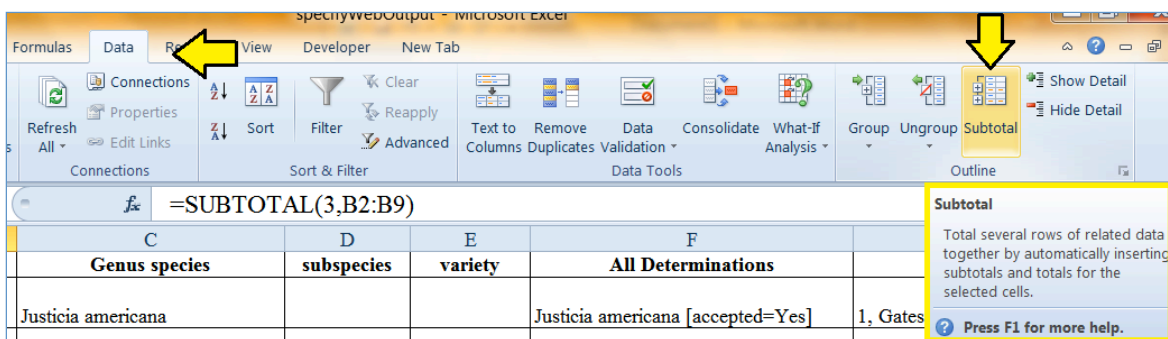 specifyWebOutput - Microsoft Excel
Formulas Data View Developer New Tab
Connections Properties Edit Links
Refresh All
Connections
Sort
Filter
Clear Reapply Advanced
Sort & Filter
Text to Columns
Remove Duplicates
Data Validation
Consolidate
What-If Analysis
Data Tools
Group
Ungroup
Subtotal
Show Detail
Hide Detail
Outline
fx =SUBTOTAL(3,B2:B9)
C D E F
Genus species subspecies variety All Determinations
Justicia americana Justicia americana [accepted=Yes] 1, Gates
Subtotal
Total several rows of related data
together by automatically inserting
subtotals and totals for the
selected cells.
Press F1 for more help.